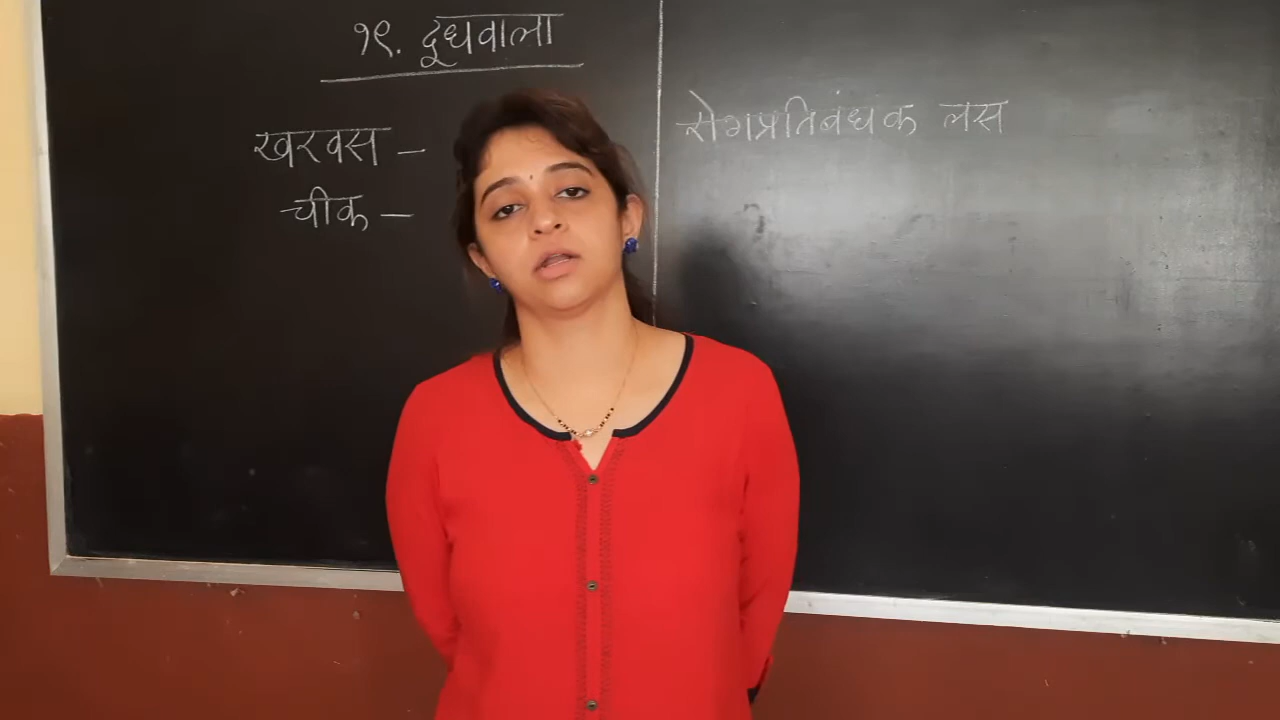 १९. दूधवाला
खरवस –
चीक –
रोगप्रतिबंधक लस